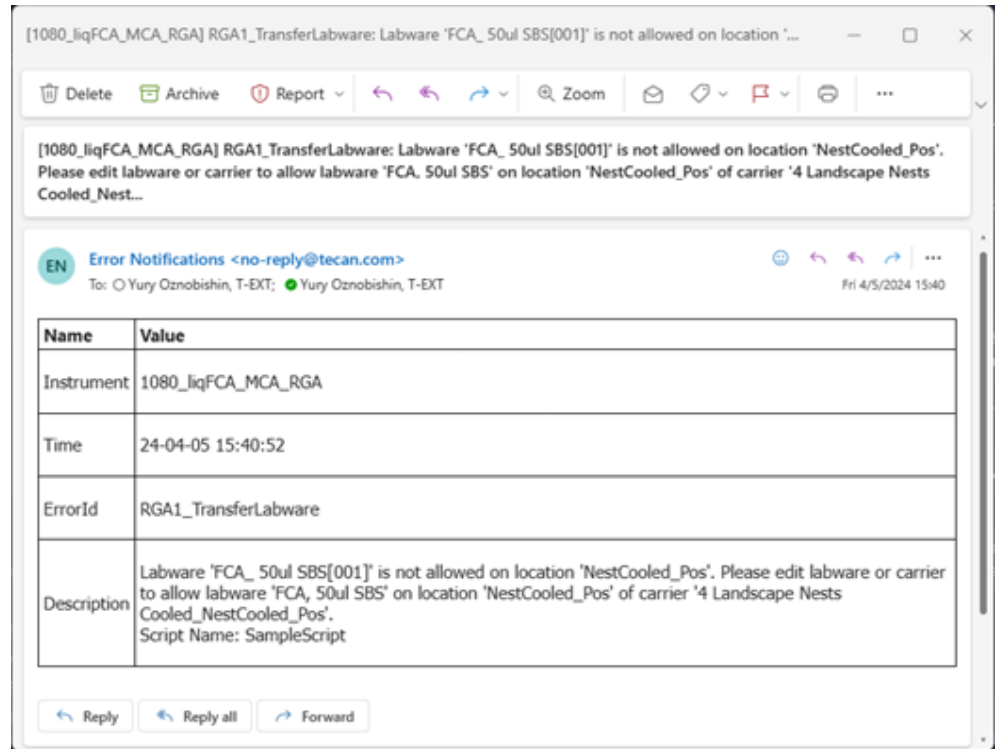 [1080_liqFCA_MCA_RGA] RGA1_TransferLabware: Labware 'FCA_ 50ul SBS[001]' is not allowed on location '...
Delete Archive Report Zoom ...
[1080_liqFCA_MCA_RGA] RGA1_TransferLabware: Labware 'FCA_ 50ul SBS[001]' is not allowed on location 'NestCooled_Pos'.
Please edit labware or carrier to allow labware 'FCA, 50ul SBS' on location 'NestCooled_Pos' of carrier '4 Landscape Nests
Cooled_Nest...
EN
Error Notifications <no-reply@tecan.com>
To: Yury Oznobishin, T-EXT; Yury Oznobishin, T-EXT
Fri 4/5/2024 15:40
Name Value
Instrument 1080_liqFCA_MCA_RGA
Time 24-04-05 15:40:52
ErrorId RGA1_TransferLabware
Description
Labware 'FCA_ 50ul SBS[001]' is not allowed on location 'NestCooled_Pos'. Please edit labware or carrier
to allow labware 'FCA, 50ul SBS' on location 'NestCooled_Pos' of carrier '4 Landscape Nests
Cooled_NestCooled_Pos'.
Script Name: SampleScript
Reply Reply all Forward